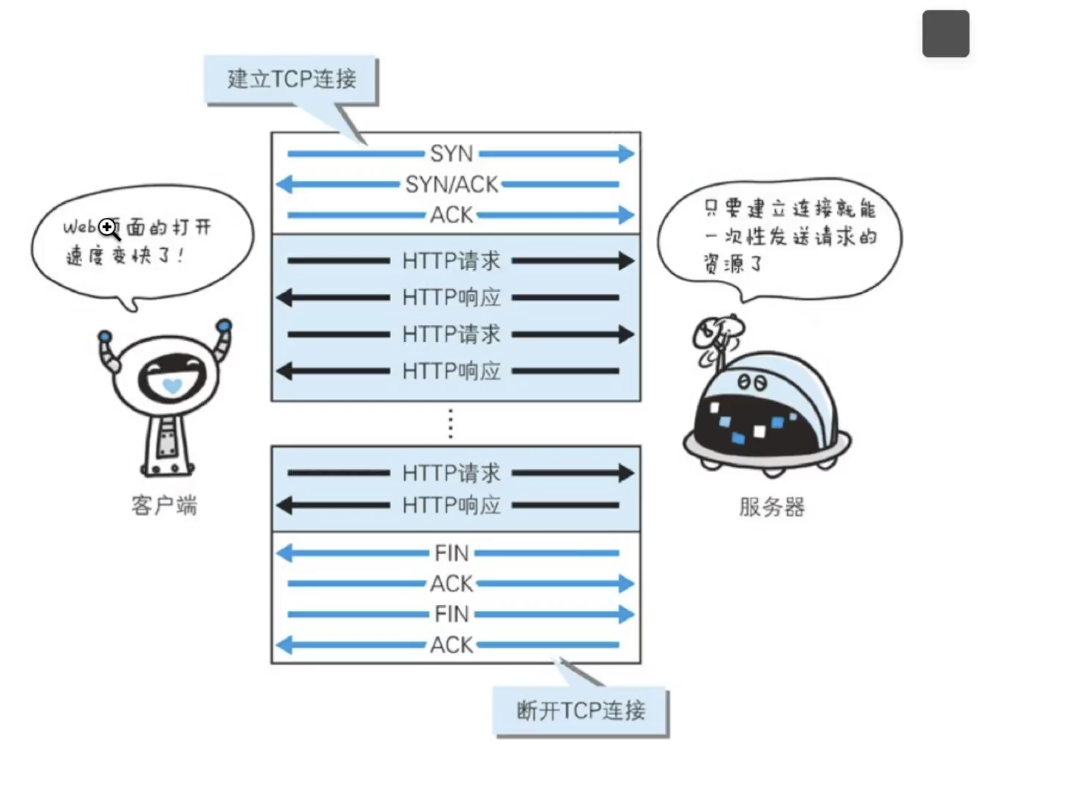 建立TCP连接
SYN
SYN/ACK
ACK
Web 面的打开
速度变快了！
只要建立连接就能
一次性发送请求的
资源了
HTTP请求
HTTP响应
HTTP请求
HTTP响应
HTTP请求
HTTP响应
客户端
服务器
FIN
ACK
FIN
ACK
断开TCP连接